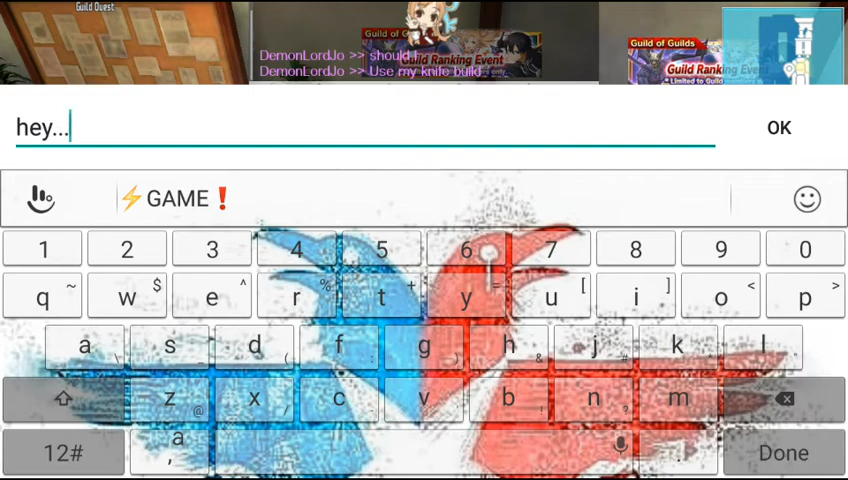 Guild Quest
DemonLordJo >> should I
DemonLordJo >> Use my knife build
Guild of G
Guild Ranking Event
Guild of Guilds
Guild Ranking Event
hey...
OK
⚡GAME❗
1 2 3 4 5 6 7 8 9 0
q ~ w $ e ^ r % t + y = u [ i ] o < p >
a \ s _ d ( f : g ) h & j # k l
z @ x / c v b ! n ? m
12# a , . Done